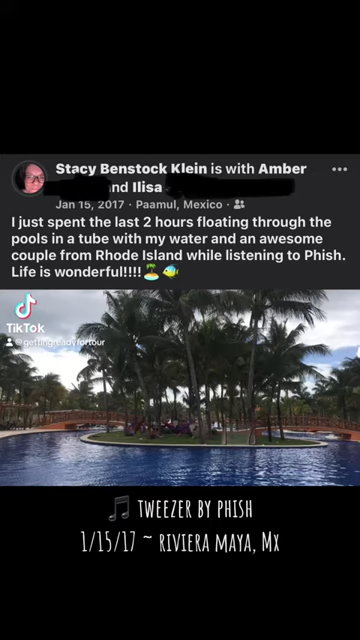 Stacy Benstock Klein is with Amber
and Ilisa
Jan 15, 2017 · Paamul, Mexico ·
I just spent the last 2 hours floating through the
pools in a tube with my water and an awesome
couple from Rhode Island while listening to Phish.
Life is wonderful!!!!🏝️🐠
TikTok
@gettingreadyfortour
🎵 TWEEZER BY PHISH
1/15/17 ~ RIVIERA MAYA, MX